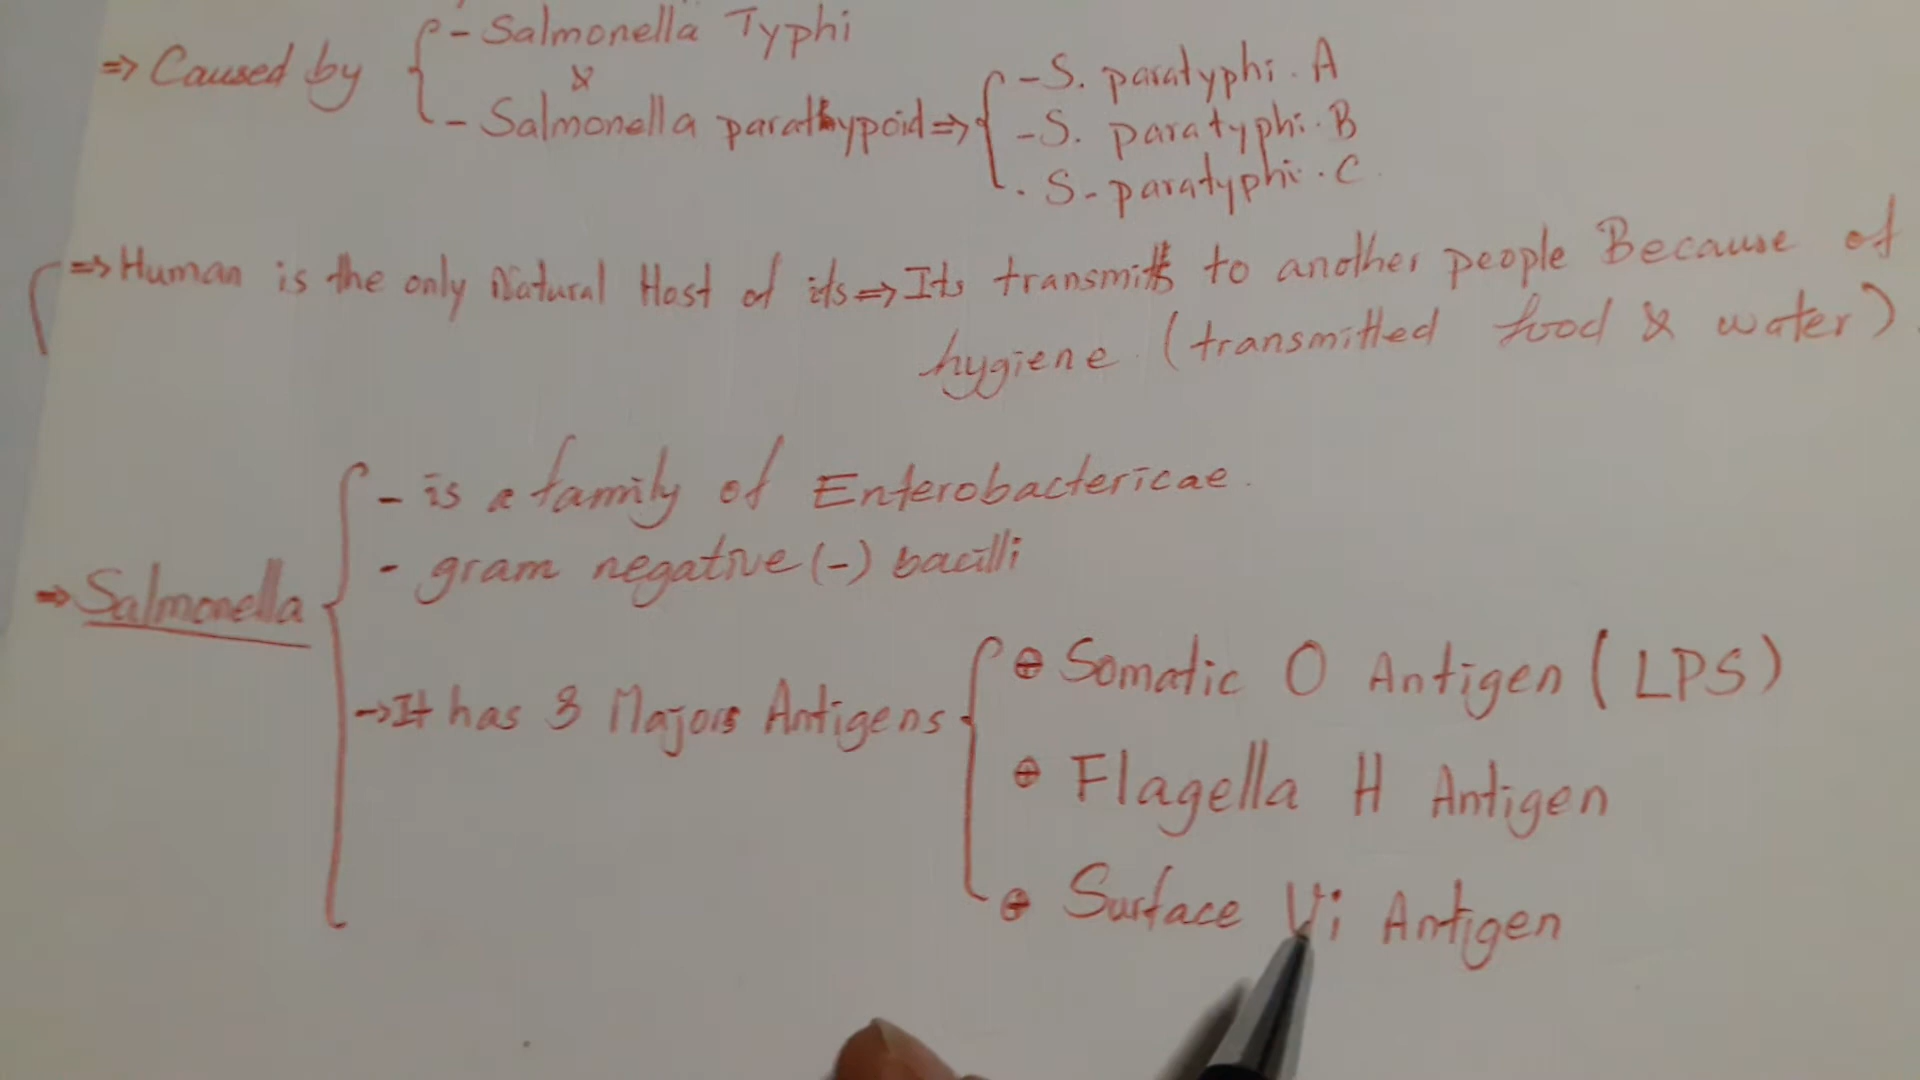 - Salmonella Typhi
⇒ Caused by
&
- Salmonella parathypoid ⇒
- S. paratyphi. A
- S. paratyphi. B
. S - paratyphi. C
⇒ Human is the only Natural Host of its ⇒ Its transmitt to another people Because of
hygiene. (transmitted food & water).
- is a family of Enterobactericae.
- gram negative (-) bacilli
⇒ Salmonella
→ It has 3 Majors Antigens
⊕ Somatic O Antigen (LPS)
⊕ Flagella H Antigen
⊕ Surface Vi Antigen